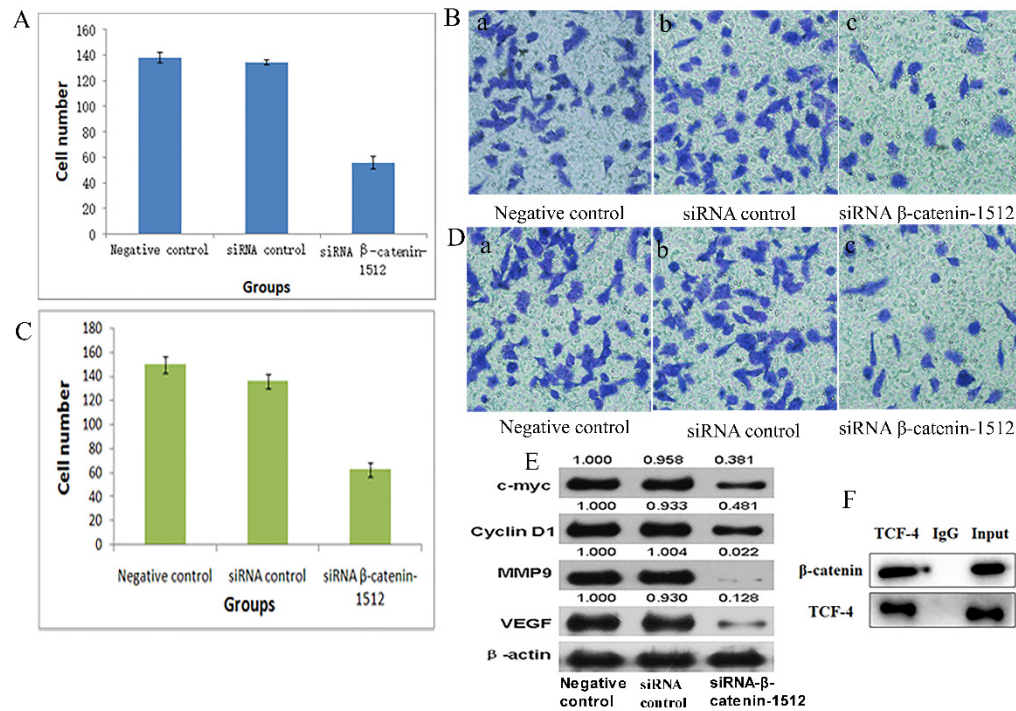 A
160
140
120
100
80
60
40
20
0
Cell number
Negative control
siRNA control
siRNA β-catenin-
1512
Groups
B
a
b
c
Negative control
siRNA control
siRNA β-catenin-1512
C
180
160
140
120
100
80
60
40
20
0
Cell number
Negative control
siRNA control
siRNA β-catenin-
1512
Groups
D
a
b
c
Negative control
siRNA control
siRNA β-catenin-1512
E
1.000 0.958 0.381
c-myc
1.000 0.933 0.481
Cyclin D1
1.000 1.004 0.022
MMP9
1.000 0.930 0.128
VEGF
β -actin
Negative
control
siRNA
control
siRNA-β-
catenin-1512
F
TCF-4 IgG Input
β-catenin
TCF-4